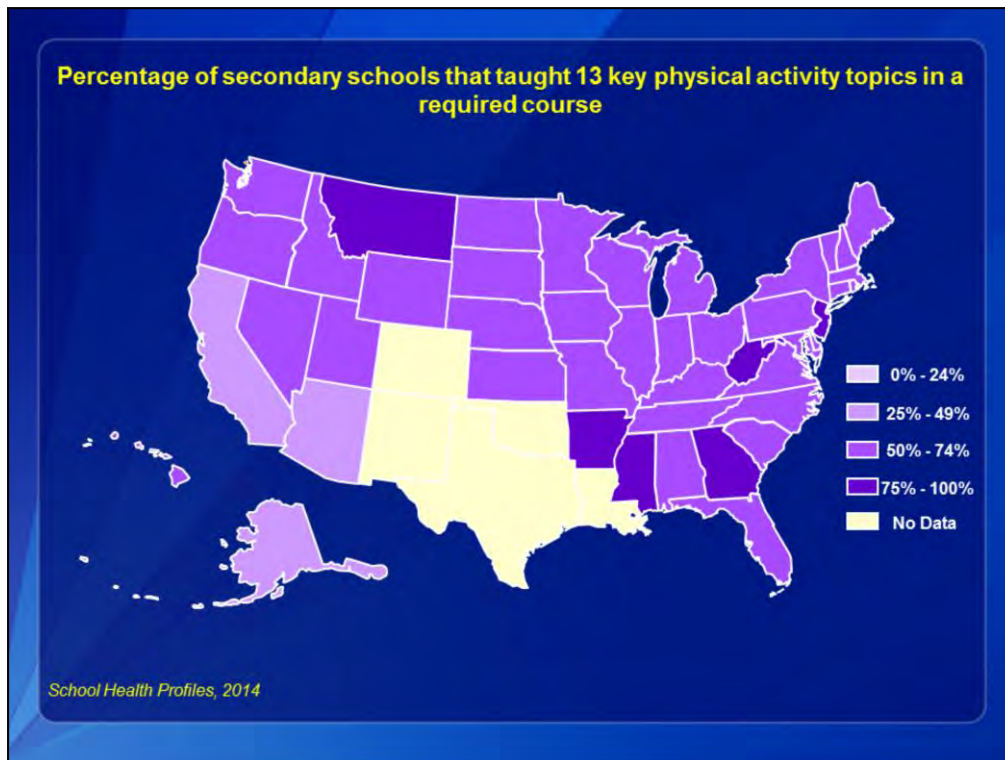 Percentage of secondary schools that taught 13 key physical activity topics in a
required course
0% - 24%
25% - 49%
50% - 74%
75% - 100%
No Data
School Health Profiles, 2014